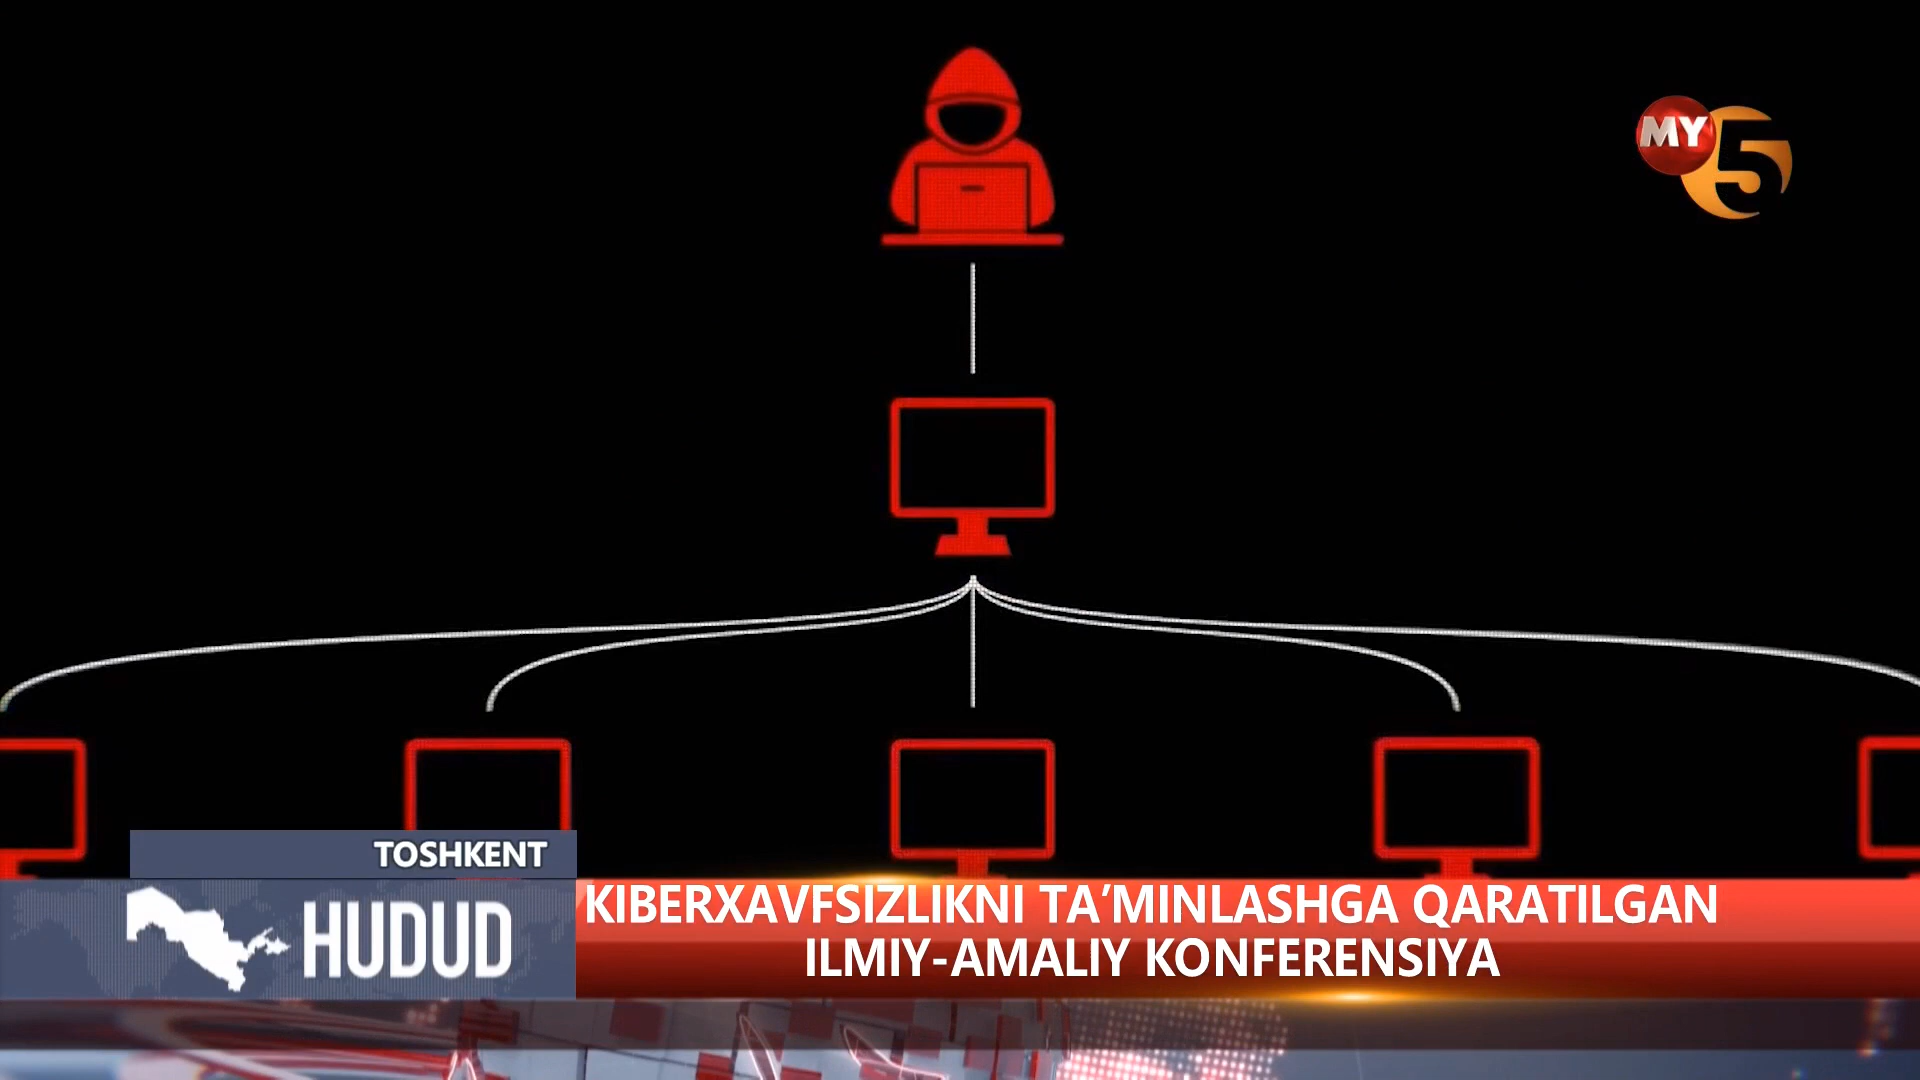 MY5
TOSHKENT
HUDUD
KIBERXAVFSIZLIKNI TA’MINLASHGA QARATILGAN
ILMIY-AMALIY KONFERENSIYA